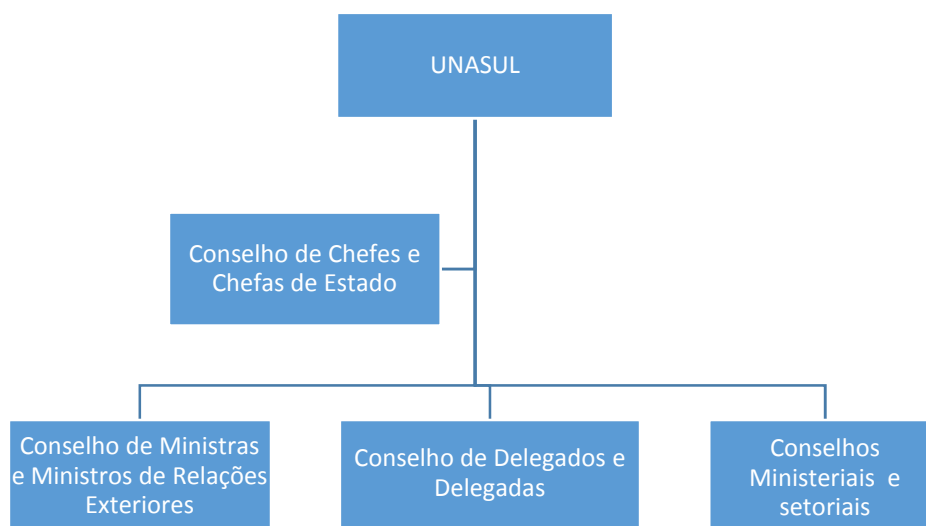 UNASUL
Conselho de Chefes e
Chefas de Estado
Conselho de Ministras
e Ministros de Relações
Exteriores
Conselho de Delegados e
Delegadas
Conselhos
Ministeriais e
setoriais